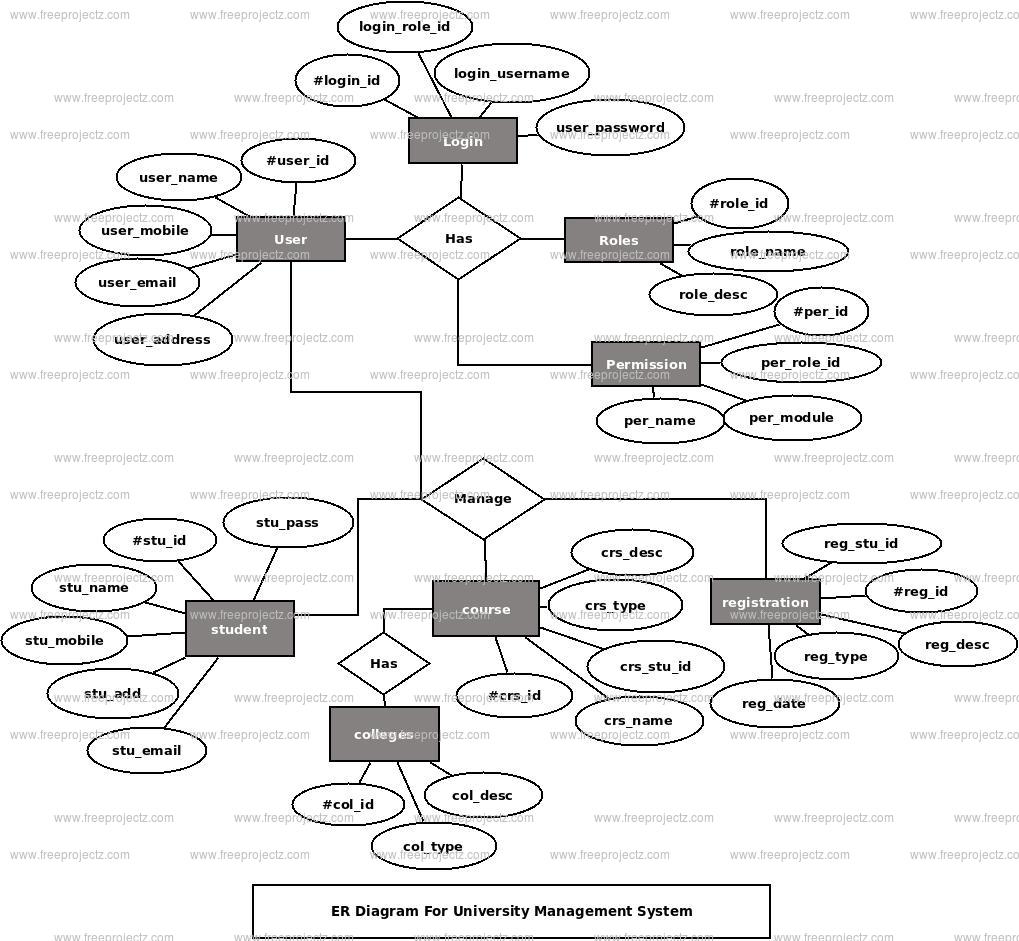 login_role_id
#login_id
login_username
user_password
Login
#user_id
user_name
user_mobile
user_email
user_address
User
Has
Roles
#role_id
role_name
role_desc
#per_id
Permission
per_role_id
per_name
per_module
Manage
stu_pass
#stu_id
stu_name
stu_mobile
student
stu_add
stu_email
crs_desc
crs_type
course
crs_stu_id
#crs_id
crs_name
reg_stu_id
#reg_id
registration
reg_desc
reg_type
reg_date
Has
colleges
#col_id
col_desc
col_type
ER Diagram For University Management System
www.freeprojectz.com